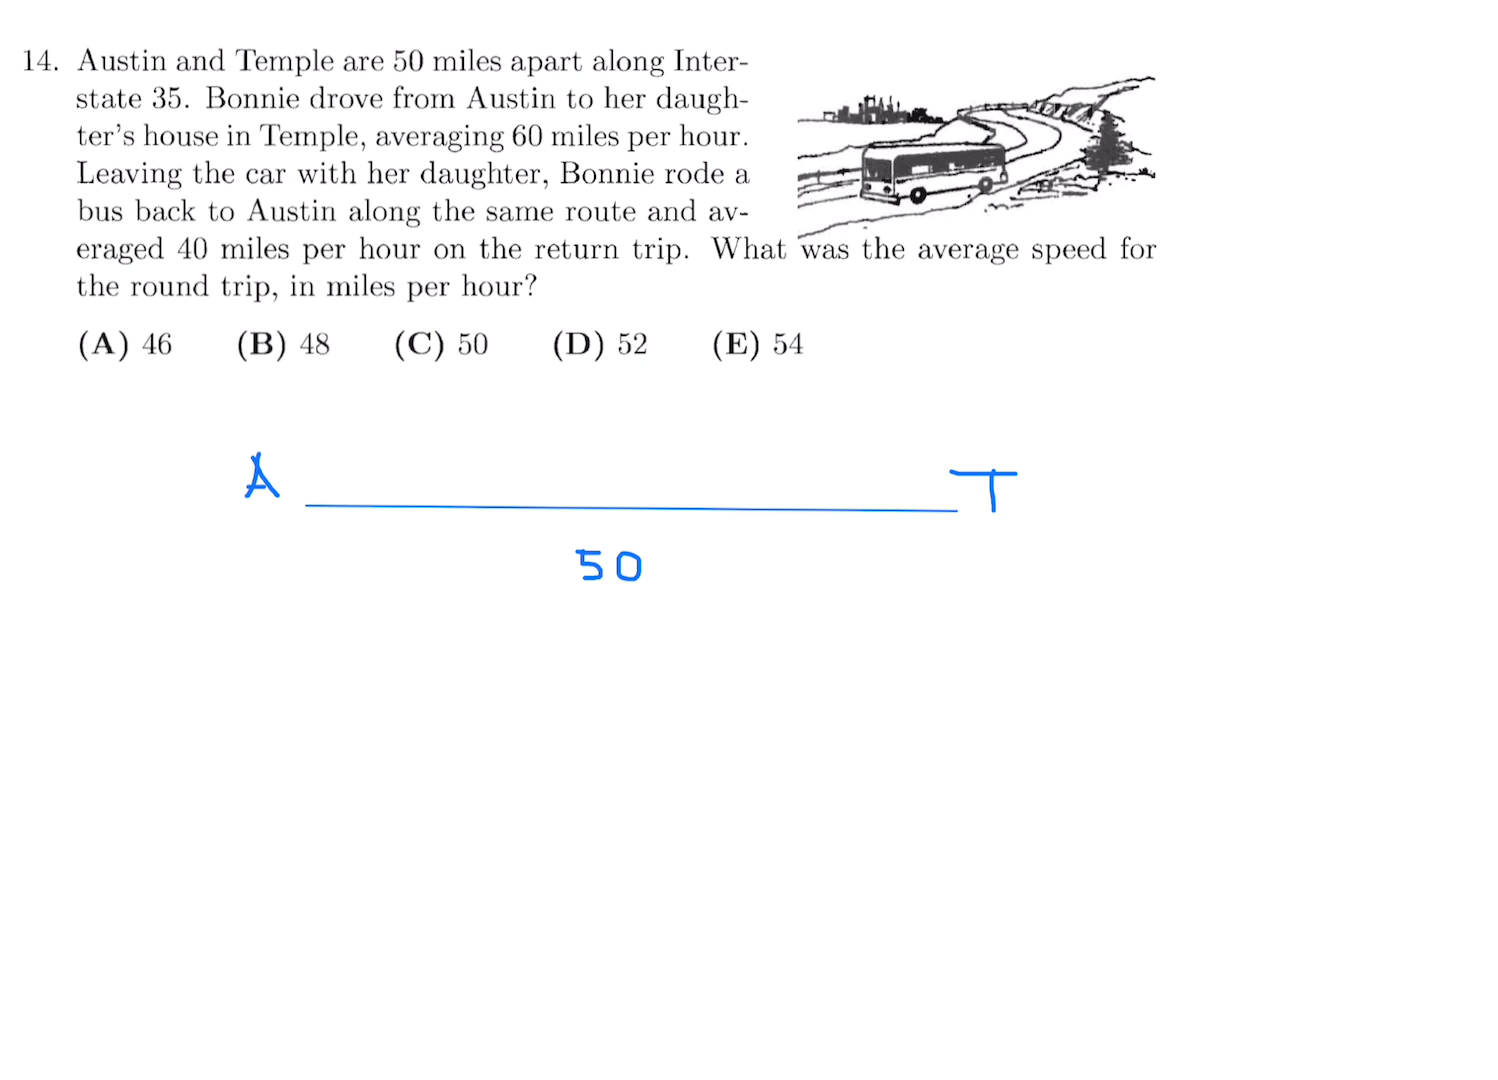 14. Austin and Temple are 50 miles apart along Inter-
state 35. Bonnie drove from Austin to her daugh-
ter's house in Temple, averaging 60 miles per hour.
Leaving the car with her daughter, Bonnie rode a
bus back to Austin along the same route and av-
eraged 40 miles per hour on the return trip. What was the average speed for
the round trip, in miles per hour?
(A) 46 (B) 48 (C) 50 (D) 52 (E) 54
A T
50